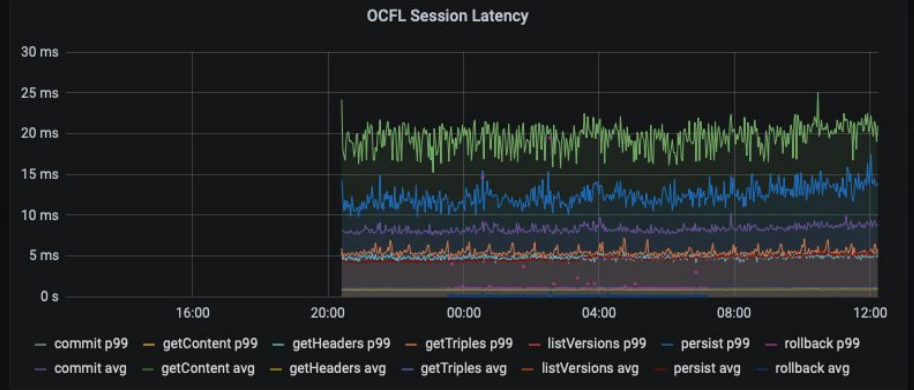 OCFL Session Latency
30 ms
25 ms
20 ms
15 ms
10 ms
5 ms
0 s
16:00 20:00 00:00 04:00 08:00 12:00
commit p99 getContent p99 getHeaders p99 getTriples p99 listVersions p99 persist p99 rollback p99
commit avg getContent avg getHeaders avg getTriples avg listVersions avg persist avg rollback avg